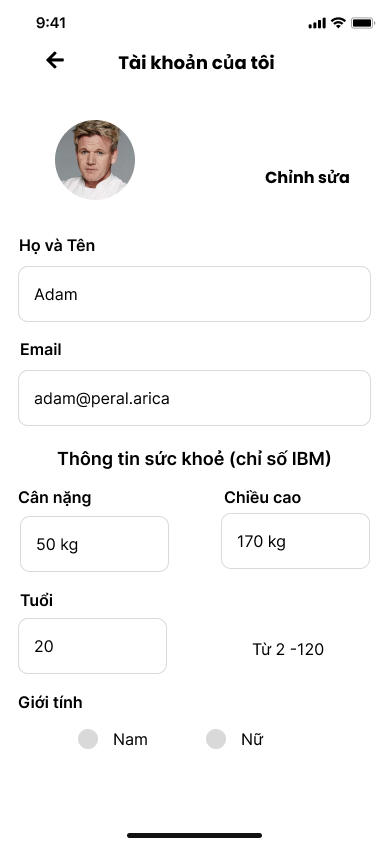 9:41
Tài khoản của tôi
Chỉnh sửa
Họ và Tên
Adam
Email
adam@peral.arica
Thông tin sức khoẻ (chỉ số IBM)
Cân nặng
Chiều cao
50 kg
170 kg
Tuổi
20
Từ 2 -120
Giới tính
Nam
Nữ